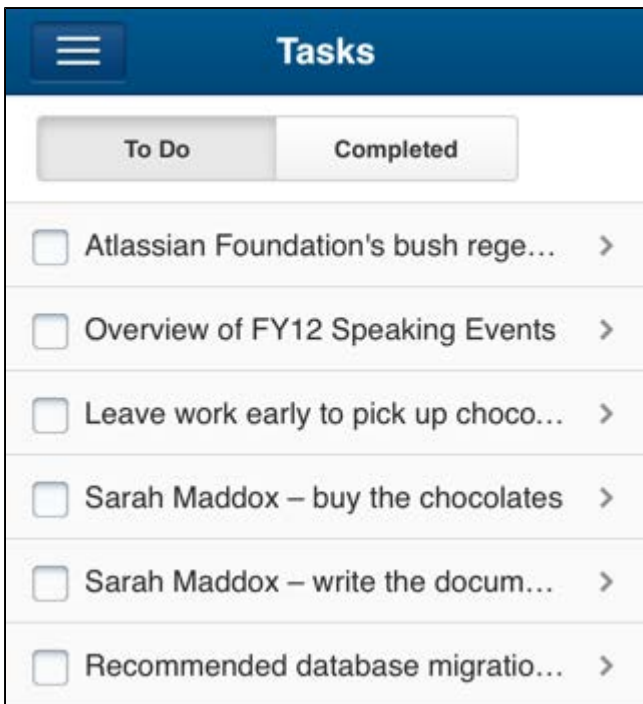 Tasks
To Do Completed
Atlassian Foundation's bush rege...
Overview of FY12 Speaking Events
Leave work early to pick up choco...
Sarah Maddox – buy the chocolates
Sarah Maddox – write the docum...
Recommended database migratio...